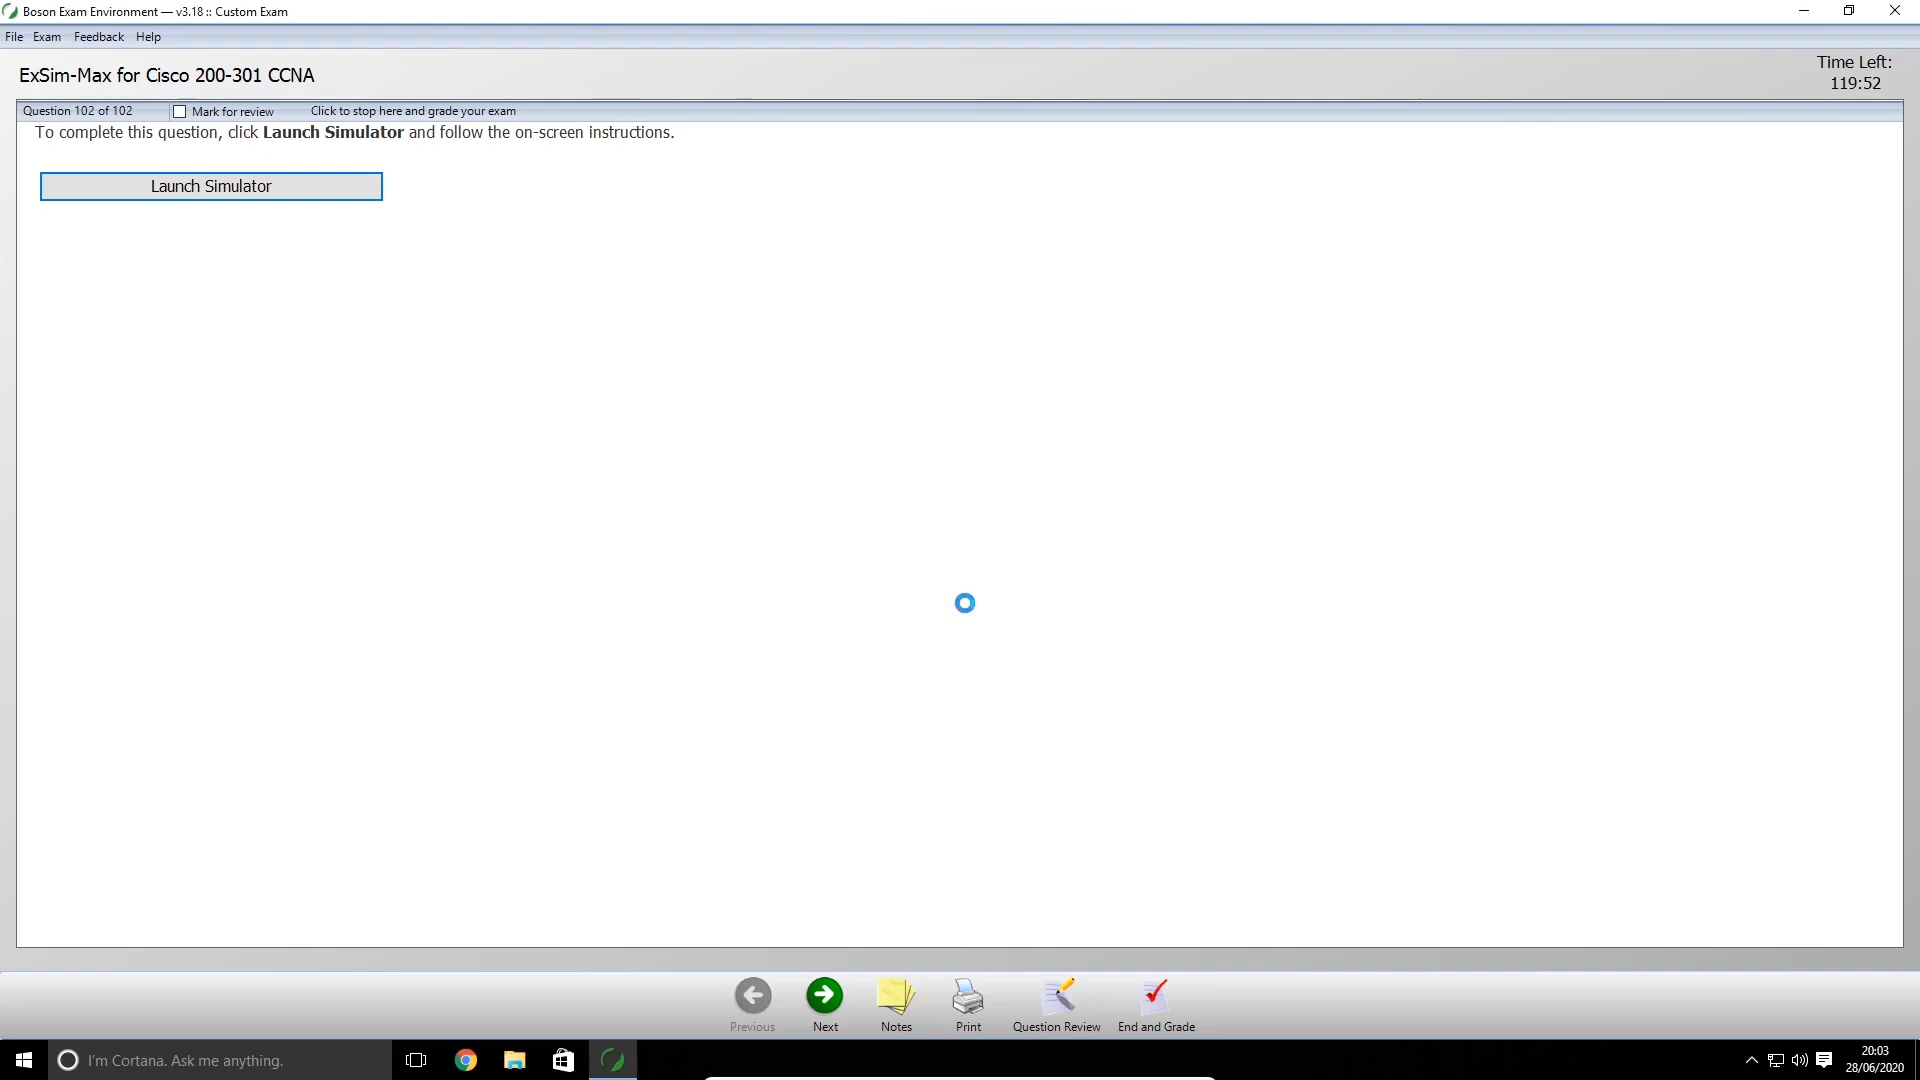 Boson Exam Environment — v3.18 :: Custom Exam
File Exam Feedback Help
ExSim-Max for Cisco 200-301 CCNA
Time Left:
119:52
Question 102 of 102 Mark for review Click to stop here and grade your exam
To complete this question, click Launch Simulator and follow the on-screen instructions.
Launch Simulator
Previous Next Notes Print Question Review End and Grade
I'm Cortana. Ask me anything.
20:03
28/06/2020